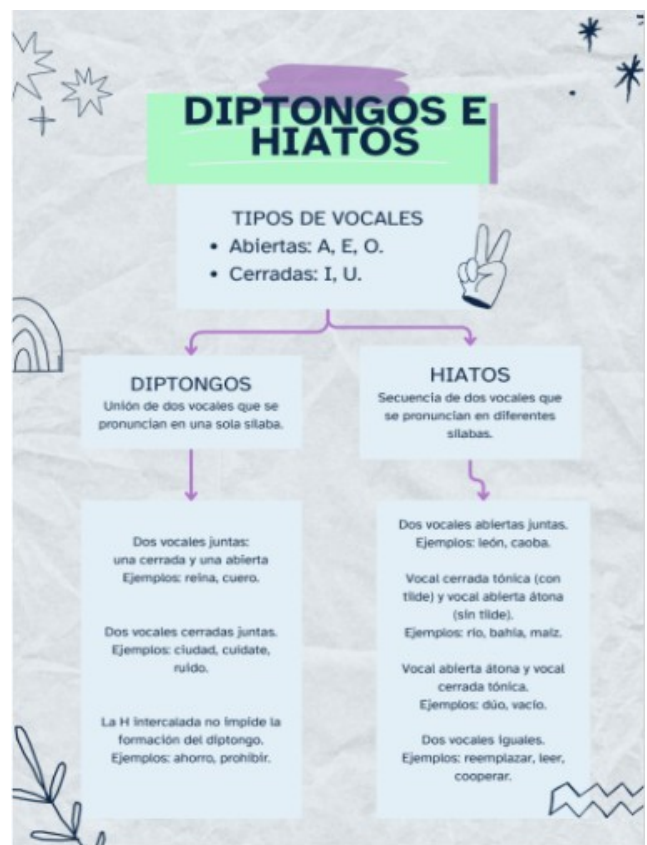 DIPTONGOS E
HIATOS
TIPOS DE VOCALES
• Abiertas: A, E, O.
• Cerradas: I, U.
DIPTONGOS
Unión de dos vocales que se
pronuncian en una sola sílaba.
HIATOS
Secuencia de dos vocales que
se pronuncian en diferentes
sílabas.
Dos vocales juntas:
una cerrada y una abierta
Ejemplos: reina, cuero.
Dos vocales cerradas juntas.
Ejemplos: ciudad, cuídate,
ruido.
La H intercalada no impide la
formación del diptongo.
Ejemplos: ahorro, prohibir.
Dos vocales abiertas juntas.
Ejemplos: león, caoba.
Vocal cerrada tónica (con
tilde) y vocal abierta átona
(sin tilde).
Ejemplos: río, bahía, maíz.
Vocal abierta átona y vocal
cerrada tónica.
Ejemplos: dúo, vacío.
Dos vocales iguales.
Ejemplos: reemplazar, leer,
cooperar.